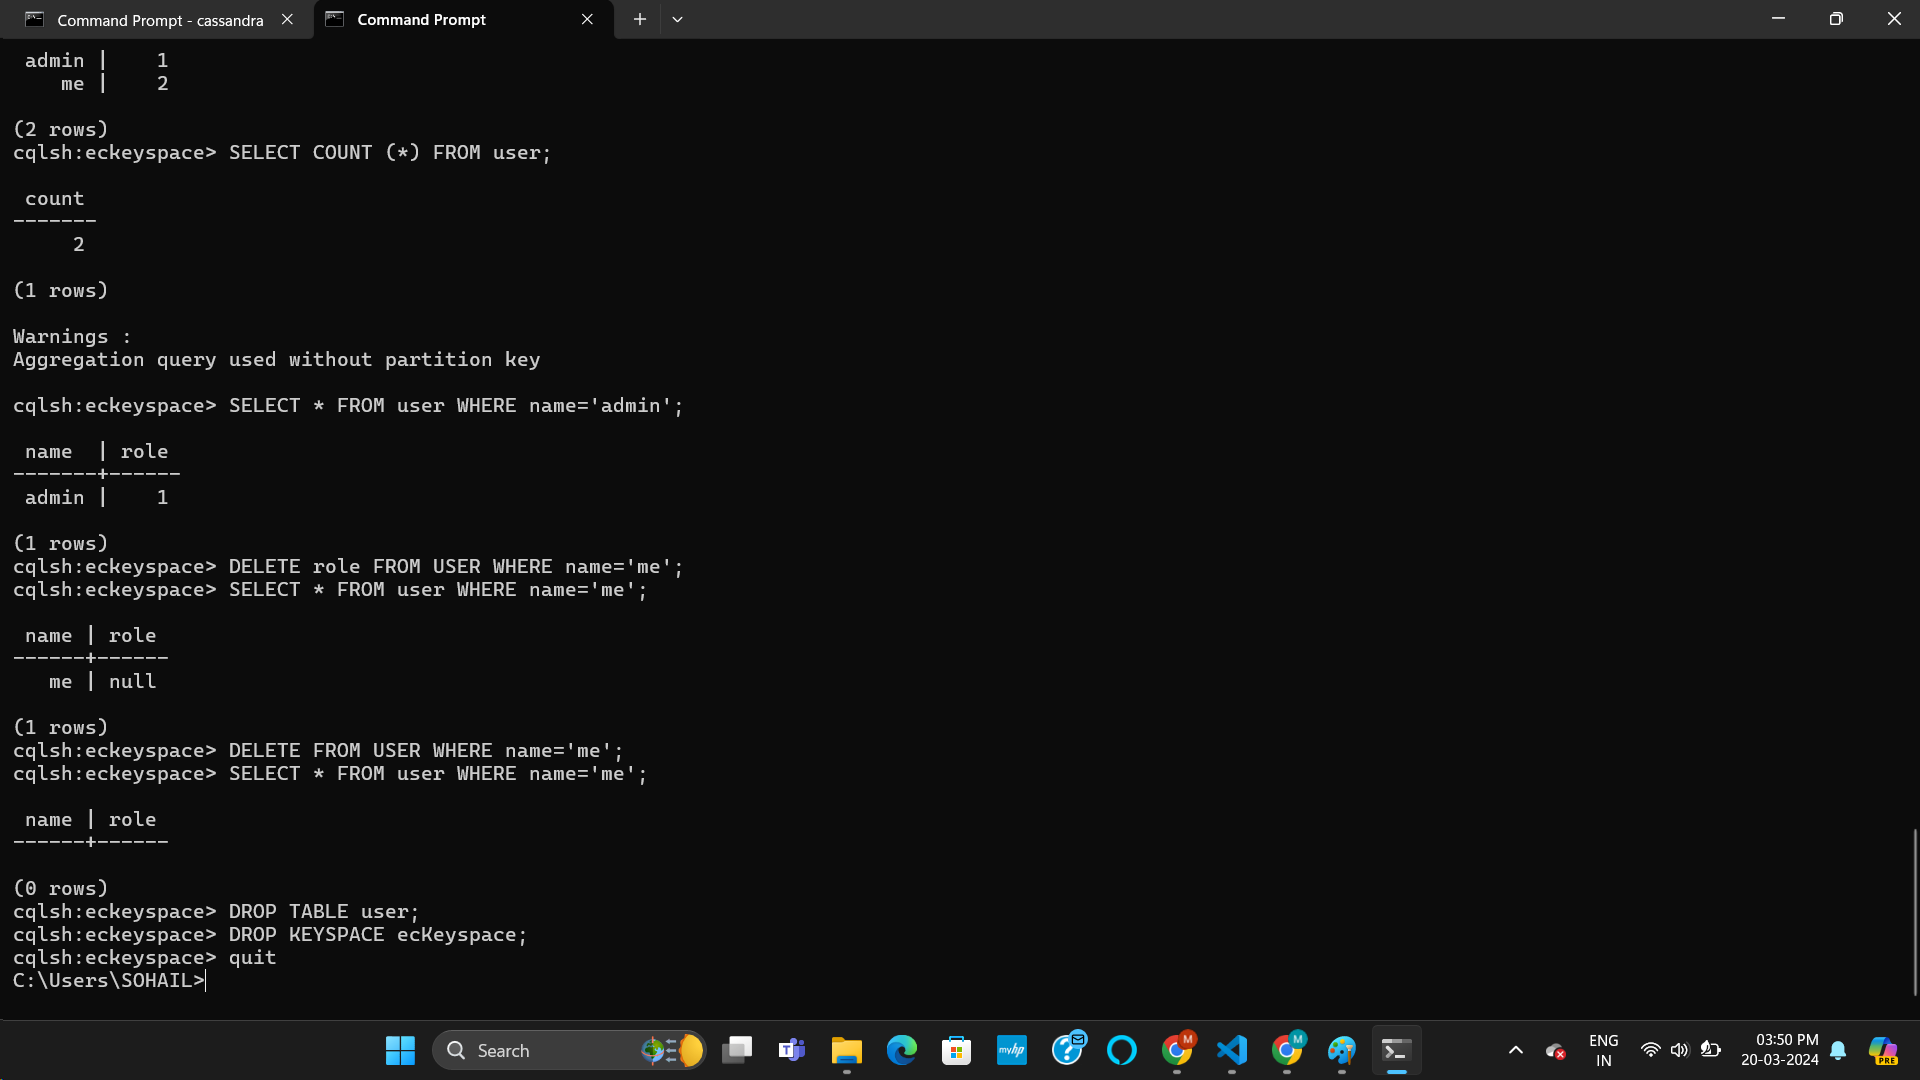 Command Prompt - cassandra
Command Prompt
admin |    1
me |    2
(2 rows)
cqlsh:eckeyspace> SELECT COUNT (*) FROM user;
count
-------
2
(1 rows)
Warnings :
Aggregation query used without partition key
cqlsh:eckeyspace> SELECT * FROM user WHERE name='admin';
name  | role
-------+------
admin |    1
(1 rows)
cqlsh:eckeyspace> DELETE role FROM USER WHERE name='me';
cqlsh:eckeyspace> SELECT * FROM user WHERE name='me';
name | role
------+------
me | null
(1 rows)
cqlsh:eckeyspace> DELETE FROM USER WHERE name='me';
cqlsh:eckeyspace> SELECT * FROM user WHERE name='me';
name | role
------+------
(0 rows)
cqlsh:eckeyspace> DROP TABLE user;
cqlsh:eckeyspace> DROP KEYSPACE ecKeyspace;
cqlsh:eckeyspace> quit
C:\Users\SOHAIL>
Search
myhp
M
M
ENG
IN
03:50 PM
20-03-2024
PRE